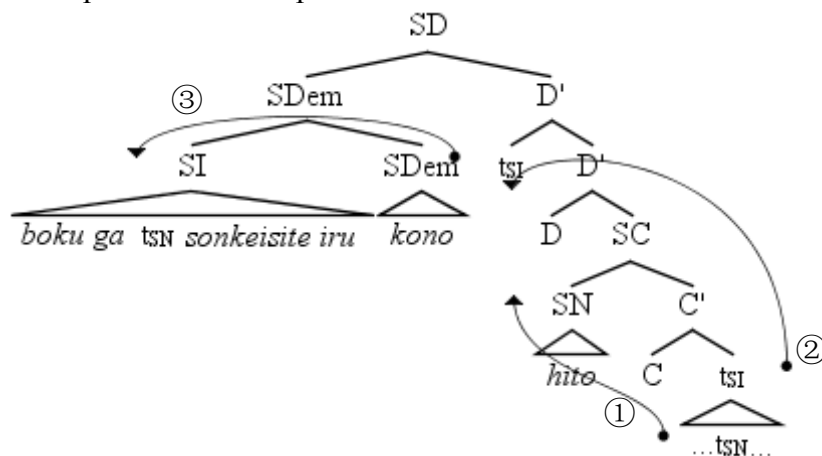 SD
SDem D'
③
SI SDem tSI D'
boku ga tSN sonkeisite iru kono D SC
SN C'
②
hito C tSI
①
...tSN...